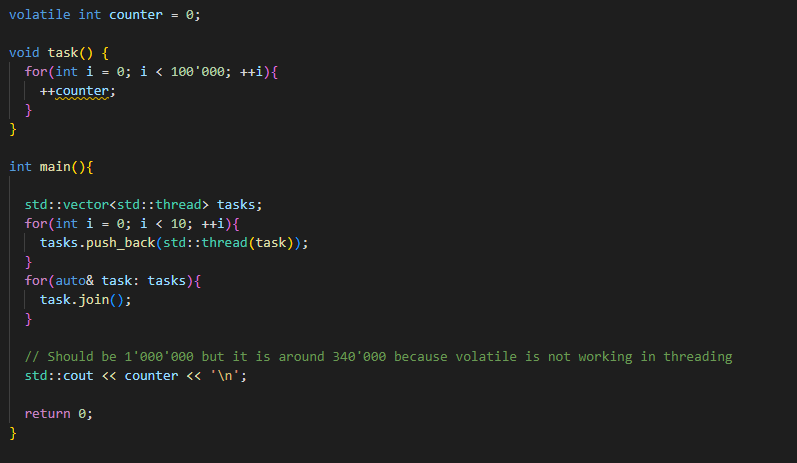 volatile int counter = 0;
void task() {
for(int i = 0; i < 100'000; ++i){
++counter;
}
}
int main(){
std::vector<std::thread> tasks;
for(int i = 0; i < 10; ++i){
tasks.push_back(std::thread(task));
}
for(auto& task: tasks){
task.join();
}
// Should be 1'000'000 but it is around 340'000 because volatile is not working in threading
std::cout << counter << '\n';
return 0;
}